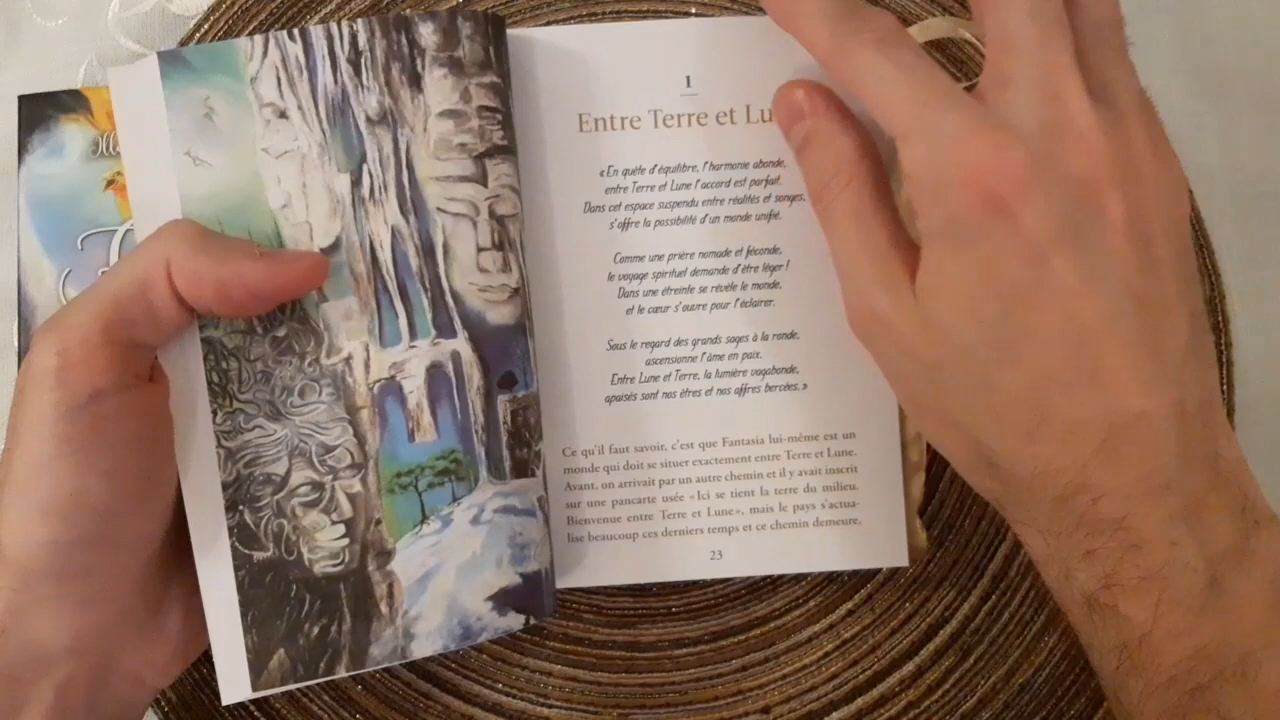 1
Entre Terre et Lu
« En quête d'équilibre, l'harmonie abonde,
entre Terre et Lune l'accord est parfait.
Dans cet espace suspendu entre réalités et songes,
s'offre la possibilité d'un monde unifié.
Comme une prière nomade et féconde,
le voyage spirituel demande d'être léger !
Dans une étreinte se révèle le monde,
et le cœur s'ouvre pour l'éclairer.
Sous le regard des grands sages à la ronde,
ascensionne l'âme en paix.
Entre Lune et Terre, la lumière vagabonde,
apaisés sont nos êtres et nos affres bercées. »
Ce qu'il faut savoir, c'est que Fantasia lui-même est un
monde qui doit se situer exactement entre Terre et Lune.
Avant, on arrivait par un autre chemin et il y avait inscrit
sur une pancarte usée « Ici se tient la terre du milieu.
Bienvenue entre Terre et Lune », mais le pays s'actua-
lise beaucoup ces derniers temps et ce chemin demeure,
23